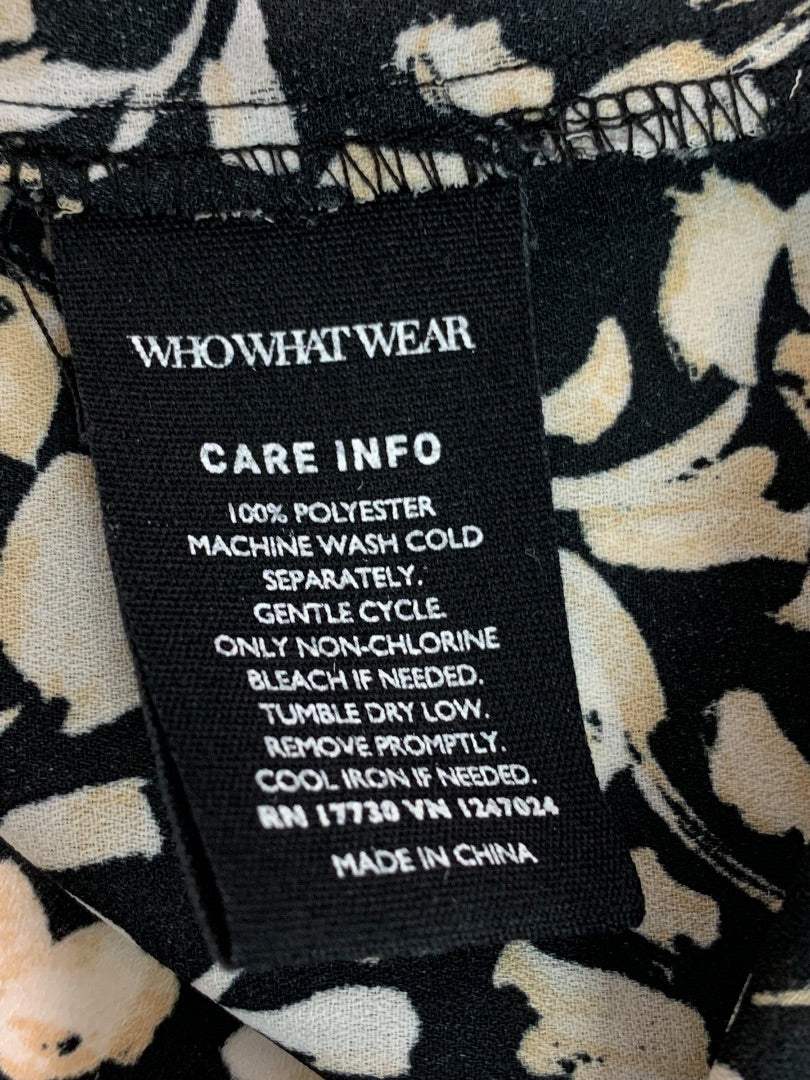 WHO WHAT WEAR
CARE INFO
100% POLYESTER
MACHINE WASH COLD
SEPARATELY.
GENTLE CYCLE.
ONLY NON-CHLORINE
BLEACH IF NEEDED.
TUMBLE DRY LOW.
REMOVE PROMPTLY.
COOL IRON IF NEEDED.
RN 17730 VN 1247024
MADE IN CHINA